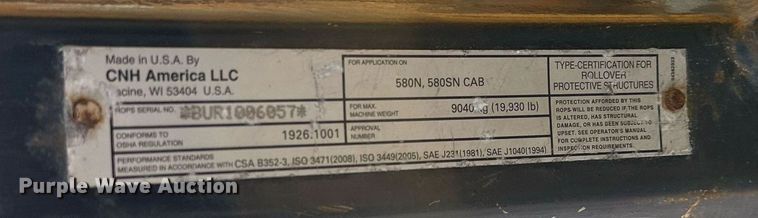 Made in U.S.A. By
CNH America LLC
acine, WI 53404 U.S.A.
ROPS SERIAL NO. *BUR1006057*
CONFORMS TO
OSHA REGULATION 1926.1001
PERFORMANCE STANDARDS
MEASURED IN ACCORDANCE WITH CSA B352-3, ISO 3471(2008), ISO 3449(2005), SAE J231(1981), SAE J1040(1994)
FOR APPLICATION ON
580N, 580SN CAB
FOR MAX.
MACHINE WEIGHT 9040 kg (19,930 lb)
APPROVAL
NUMBER
TYPE-CERTIFICATION FOR
ROLLOVER
PROTECTIVE STRUCTURES
PROTECTION AFFORDED BY THIS
ROPS WILL BE REDUCED IF THE ROPS
IS ALTERED, HAS STRUCTURAL
DAMAGE, OR HAS BEEN SUBJECT TO
UPSET. SEE OPERATOR'S MANUAL
FOR COMPLETE INSTRUCTIONS AND
INSPECTION REQUIREMENTS.
Purple Wave Auction